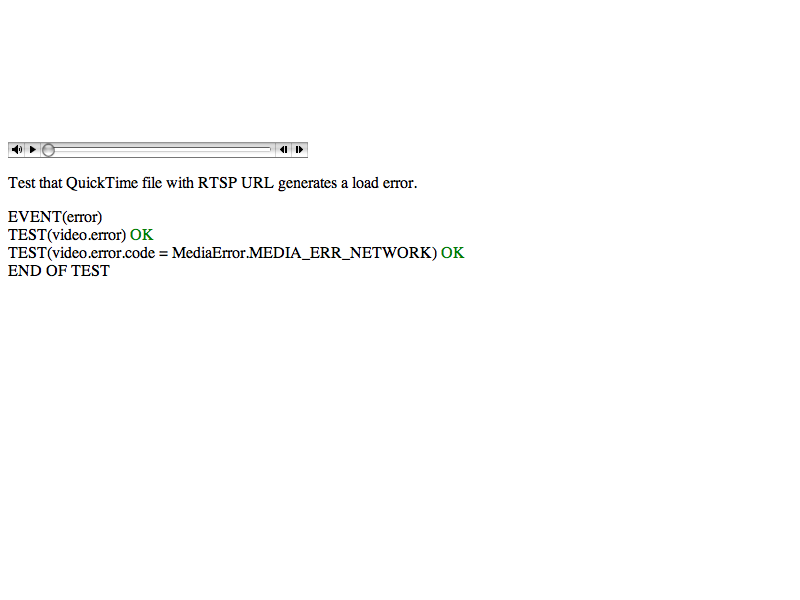 Test that QuickTime file with RTSP URL generates a load error.
EVENT(error)
TEST(video.error) OK
TEST(video.error.code = MediaError.MEDIA_ERR_NETWORK) OK
END OF TEST